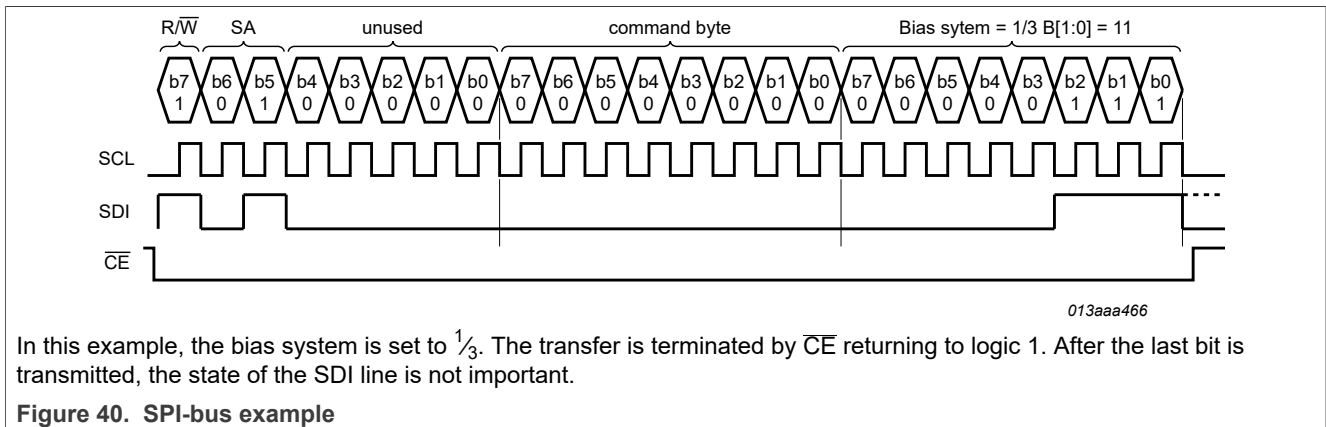 R/W SA unused command byte Bias sytem = 1/3 B[1:0] = 11
b7 b6 b5 b4 b3 b2 b1 b0 b7 b6 b5 b4 b3 b2 b1 b0 b7 b6 b5 b4 b3 b2 b1 b0
1 0 1 0 0 0 0 0 0 0 0 0 0 0 0 0 0 0 0 0 0 1 1 1
SCL
SDI
CE
013aaa466
In this example, the bias system is set to 1⁄3. The transfer is terminated by CE returning to logic 1. After the last bit is
transmitted, the state of the SDI line is not important.
Figure 40. SPI-bus example